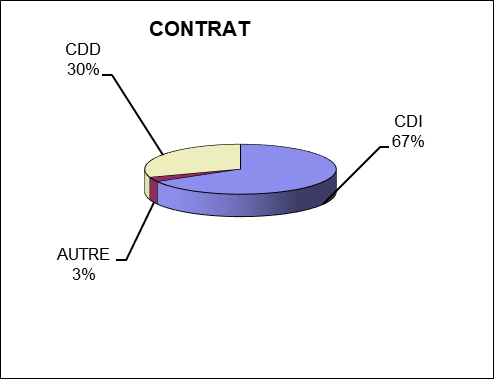 CONTRAT
CDD
30%
CDI
67%
AUTRE
3%